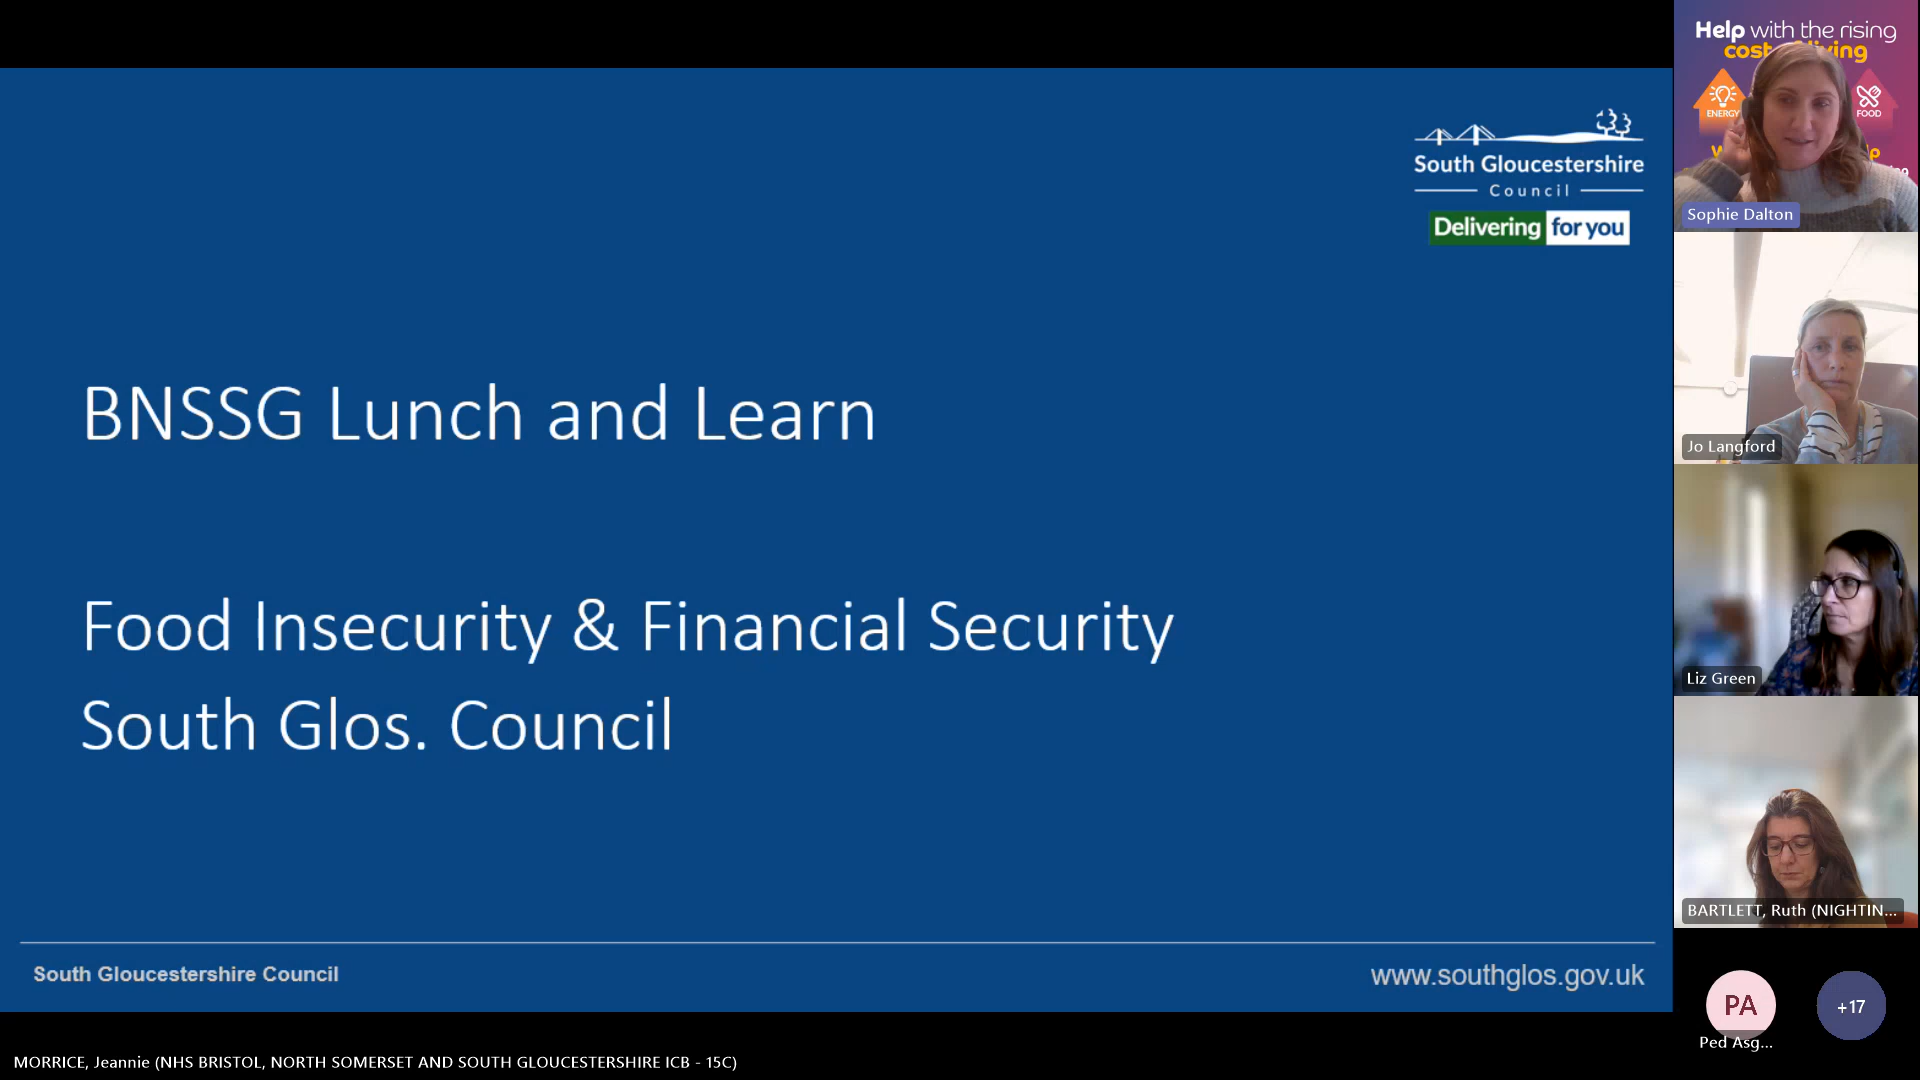 South Gloucestershire
Council
Delivering for you
BNSSG Lunch and Learn
Food Insecurity & Financial Security
South Glos. Council
South Gloucestershire Council
www.southglos.gov.uk
MORRICE, Jeannie (NHS BRISTOL, NORTH SOMERSET AND SOUTH GLOUCESTERSHIRE ICB - 15C)
Help with the rising
ENERGY
FOOD
Sophie Dalton
Jo Langford
Liz Green
BARTLETT, Ruth (NIGHTIN...
PA
+17
Ped Asg...